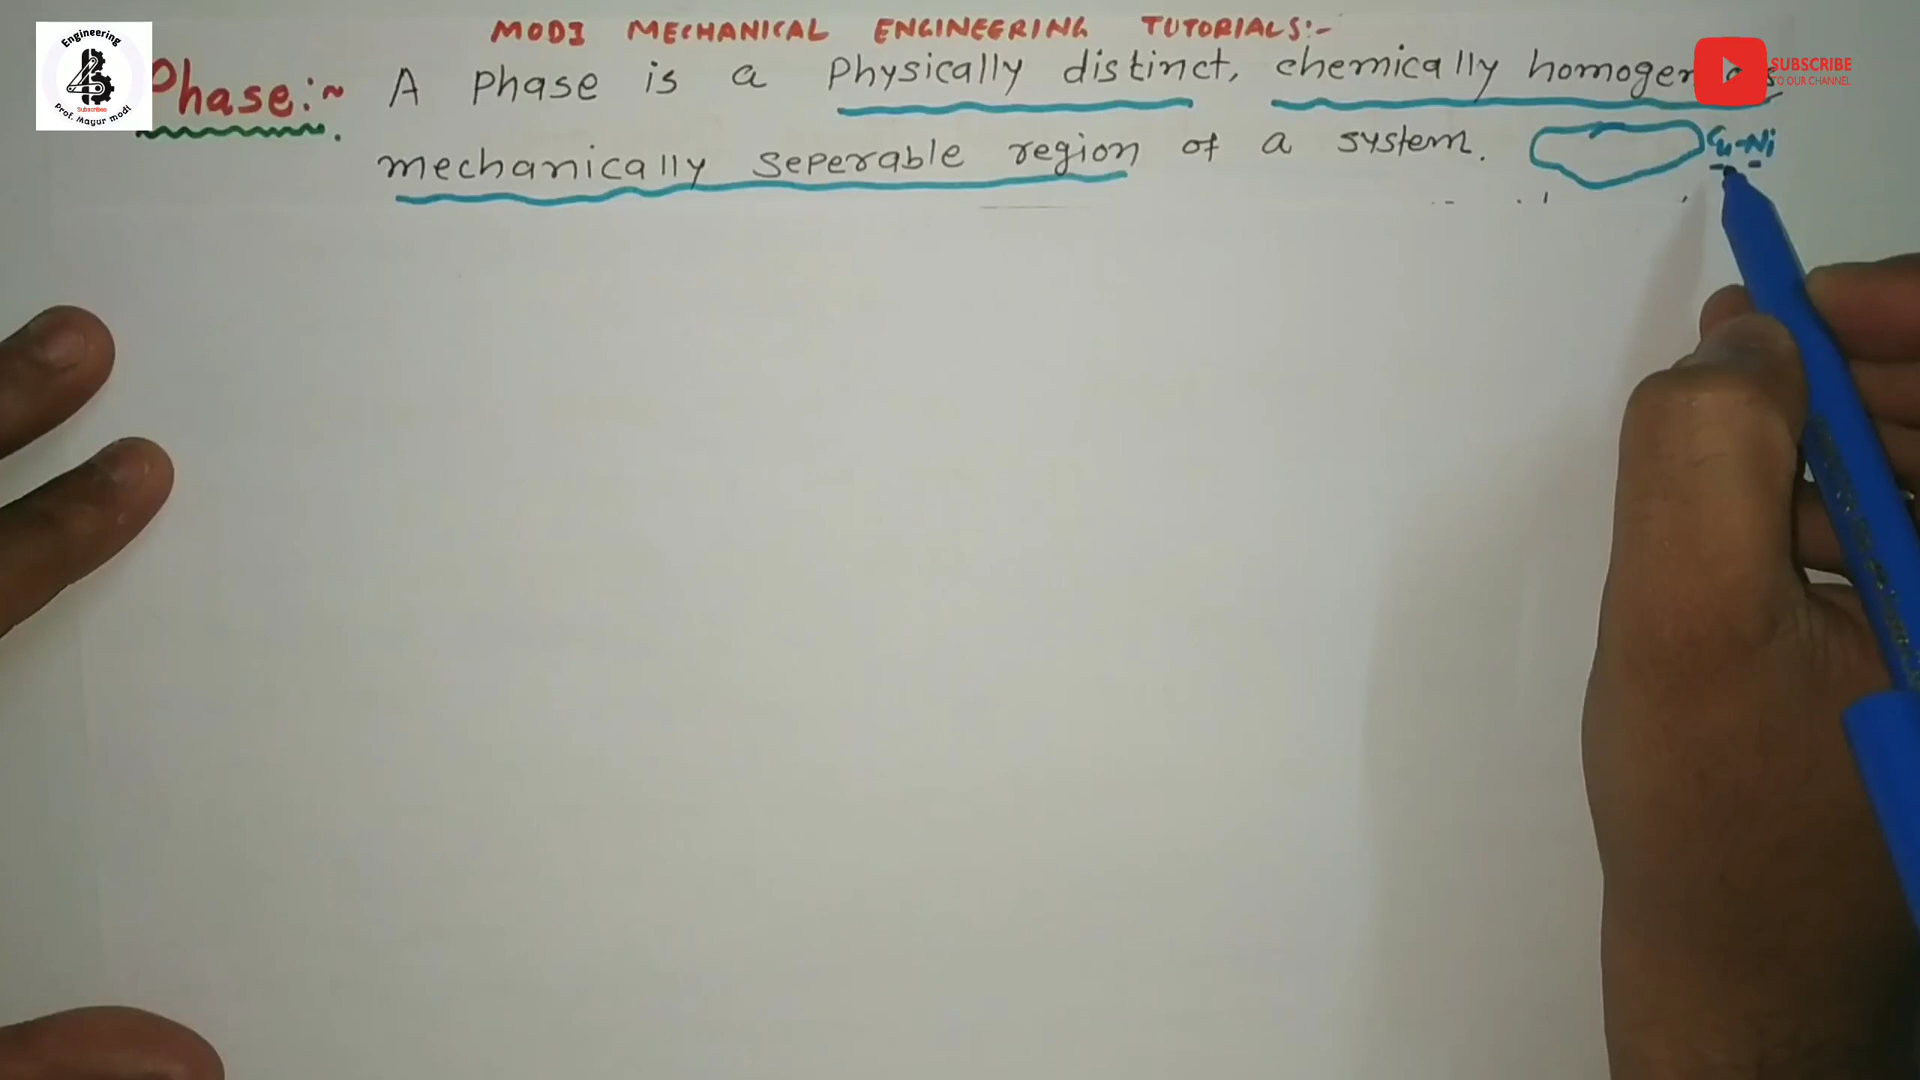 MODI MECHANICAL ENGINEERING TUTORIALS:-
Engineering
Subscribes
Prof. Mayur modi
Phase:~ A Phase is a Physically distinct, chemically
SUBSCRIBE
TO OUR CHANNEL
mechanically seperable region of a system. Cu-Ni